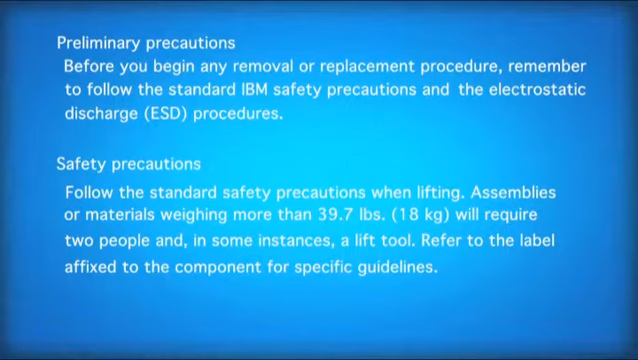 Preliminary precautions
Before you begin any removal or replacement procedure, remember
to follow the standard IBM safety precautions and the electrostatic
discharge (ESD) procedures.
Safety precautions
Follow the standard safety precautions when lifting. Assemblies
or materials weighing more than 39.7 lbs. (18 kg) will require
two people and, in some instances, a lift tool. Refer to the label
affixed to the component for specific guidelines.